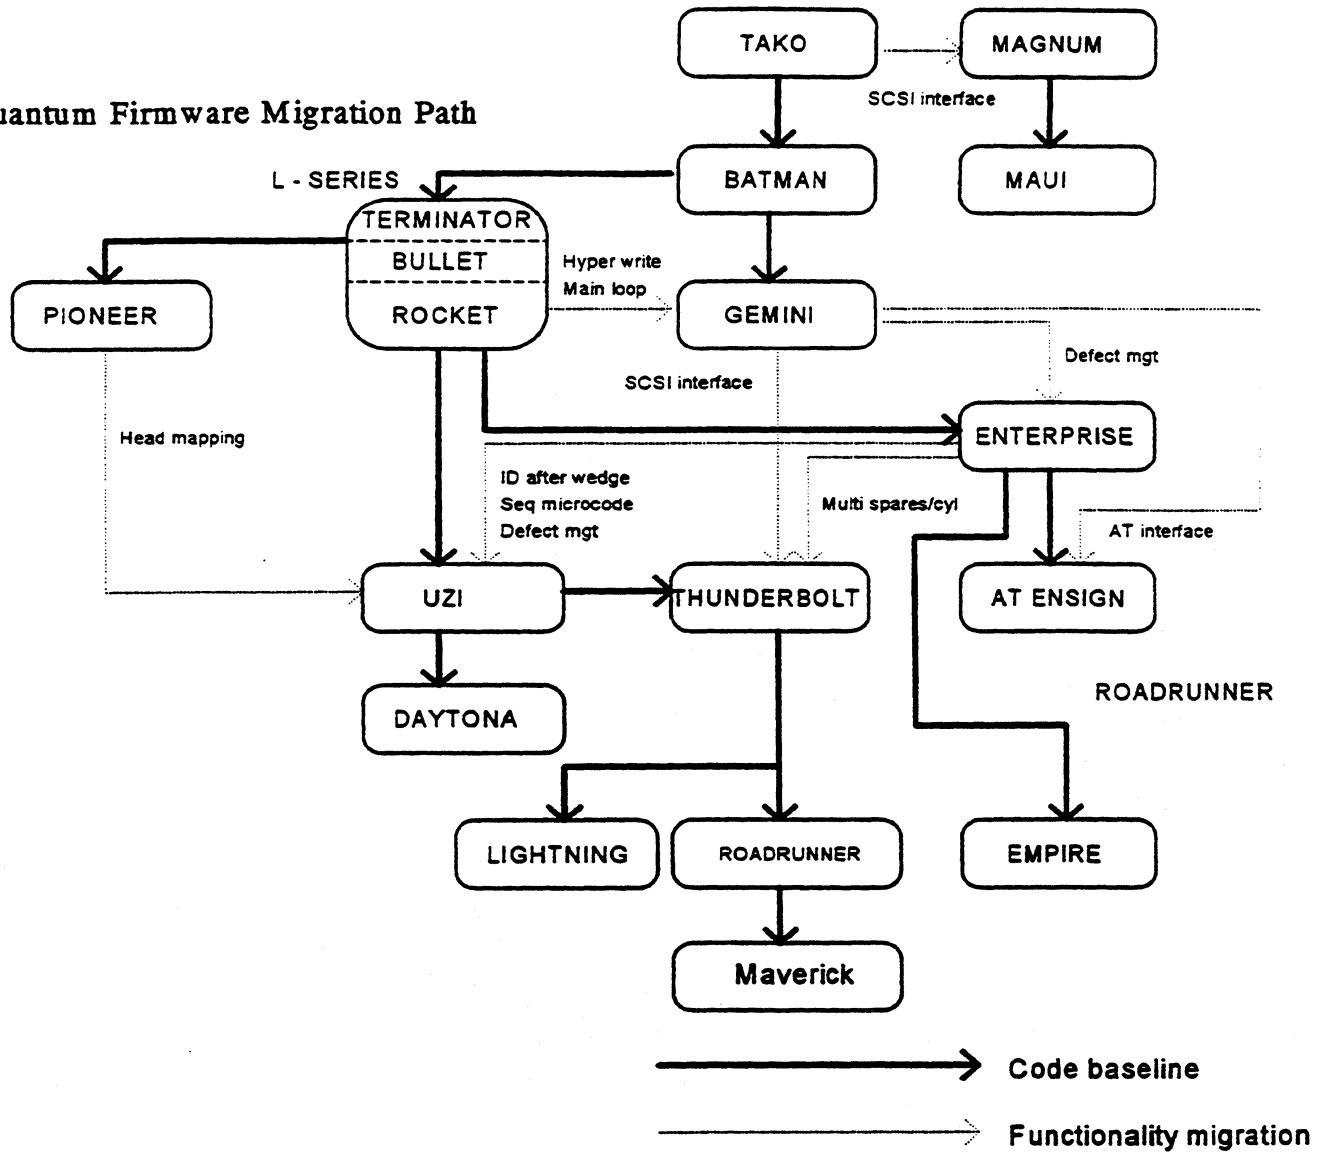 TAKO
MAGNUM
SCSI interface
uantum Firmware Migration Path
L - SERIES
BATMAN
MAUI
TERMINATOR
BULLET
ROCKET
Hyper write
Main loop
PIONEER
GEMINI
Defect mgt
SCSI interface
Head mapping
ENTERPRISE
ID after wedge
Seq microcode
Defect mgt
Multi spares/cyl
AT interface
UZI
THUNDERBOLT
AT ENSIGN
ROADRUNNER
DAYTONA
LIGHTNING
ROADRUNNER
EMPIRE
Maverick
Code baseline
Functionality migration